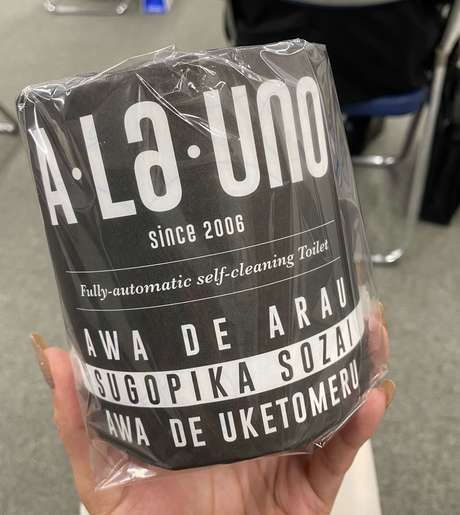 A·La·UNO
since 2006
Fully-automatic self-cleaning Toilet
AWA DE ARAU
SUGOPIKA SOZAI
AWA DE UKETOMERU